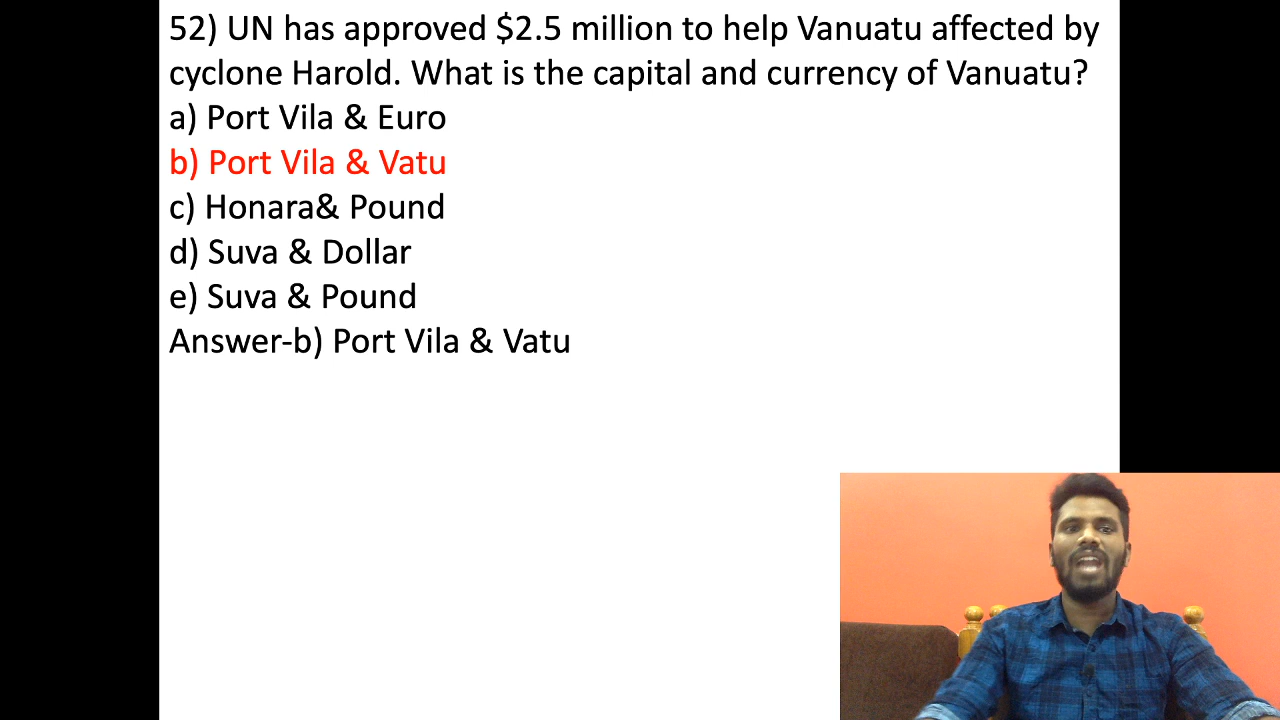 52) UN has approved $2.5 million to help Vanuatu affected by
cyclone Harold. What is the capital and currency of Vanuatu?
a) Port Vila & Euro
b) Port Vila & Vatu
c) Honara& Pound
d) Suva & Dollar
e) Suva & Pound
Answer-b) Port Vila & Vatu